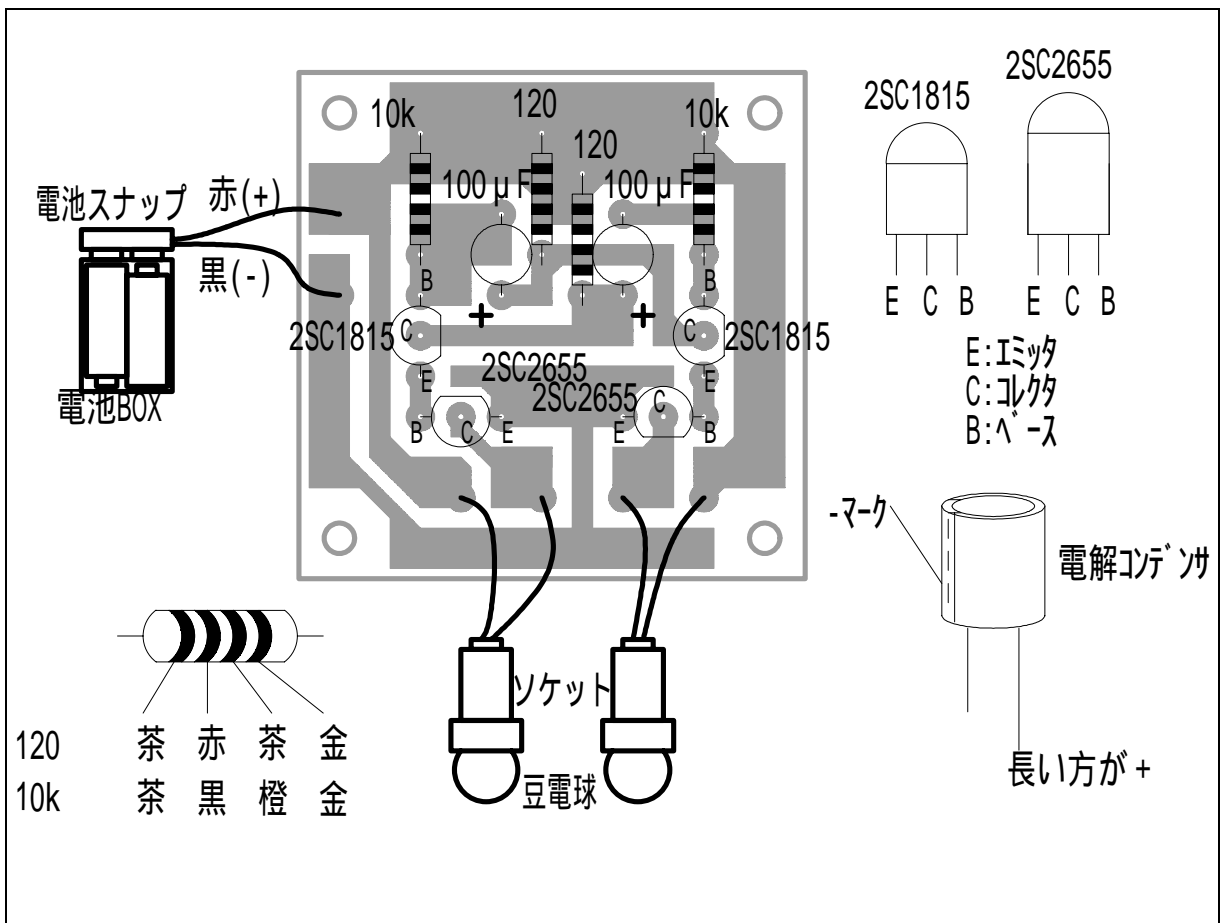 2SC2655
2SC1815
120
10k
10k
120
100μF
100μF
赤(+)
電池スナップ
黒(-)
B
B
E C B
E C B
+
+
2SC1815
C
C
2SC1815
E:エミッタ
C:コレクタ
B:ベース
2SC2655
E
E
2SC2655
C
電池BOX
B
C
E
E
B
-マーク
電解コンデンサ
ソケット
120 茶 赤 茶 金
10k 茶 黒 橙 金
豆電球
長い方が+